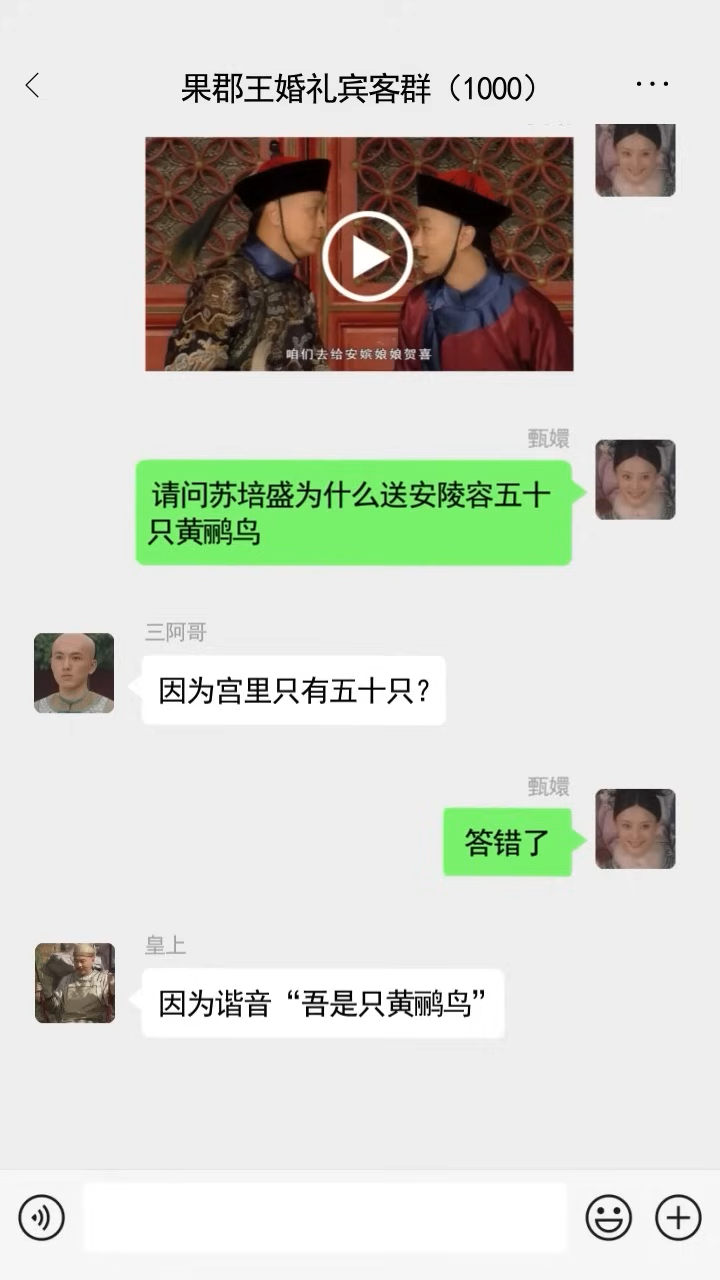 果郡王婚礼宾客群（1000）
咱们去给安嫔娘娘贺喜
甄嬛
请问苏培盛为什么送安陵容五十
只黄鹂鸟
三阿哥
因为宫里只有五十只？
甄嬛
答错了
皇上
因为谐音“吾是只黄鹂鸟”